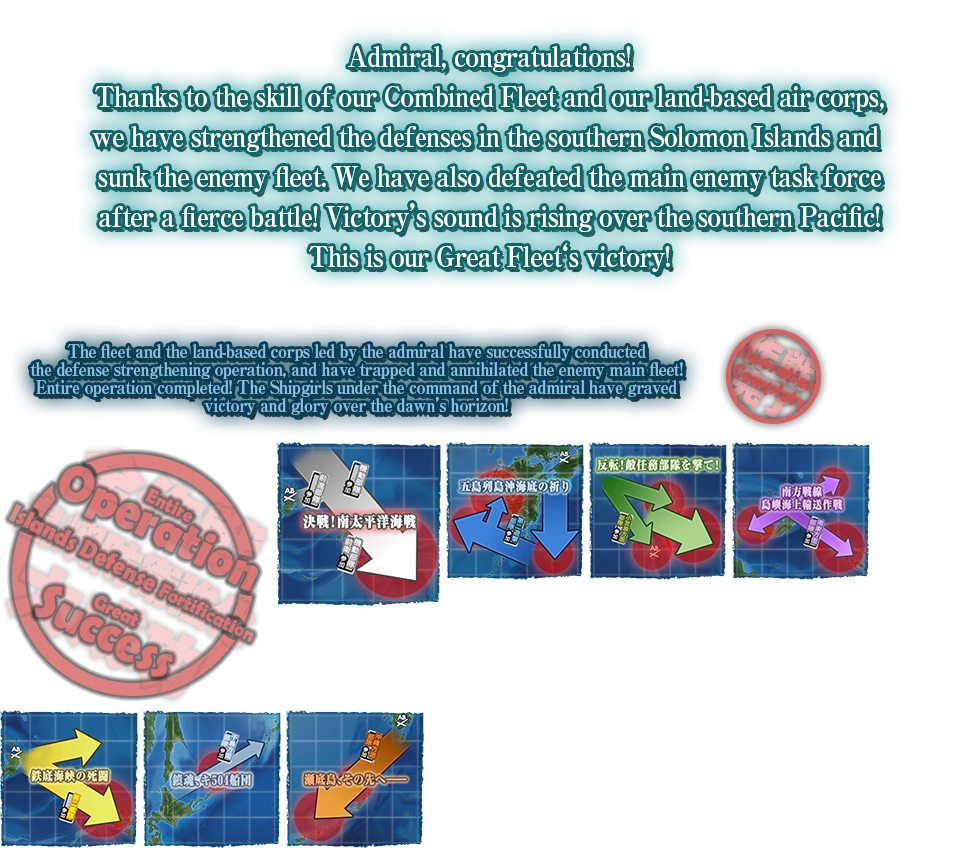 Admiral, congratulations!
Thanks to the skill of our Combined Fleet and our land-based air corps,
we have strengthened the defenses in the southern Solomon Islands and
sunk the enemy fleet. We have also defeated the main enemy task force
after a fierce battle! Victory’s sound is rising over the southern Pacific!
This is our Great Fleet‘s victory!
The fleet and the land-based corps led by the admiral have successfully conducted
the defense strengthening operation, and have trapped and annihilated the enemy main fleet!
Entire operation completed! The Shipgirls under the command of the admiral have graved
victory and glory over the dawn’s horizon!
Operation
Complete
Entire
Operation
Islands Defense Fortification
Great
Success
AB
決戦!南太平洋海戦
AB
五島列島沖海底の祈り
反転!敵任務部隊を撃て!
AB
南方戦線
島嶼海上輸送作戦
AB
鉄底海峡の死闘
鎮魂、キ504船団
AB
瀬底島、その先へ――